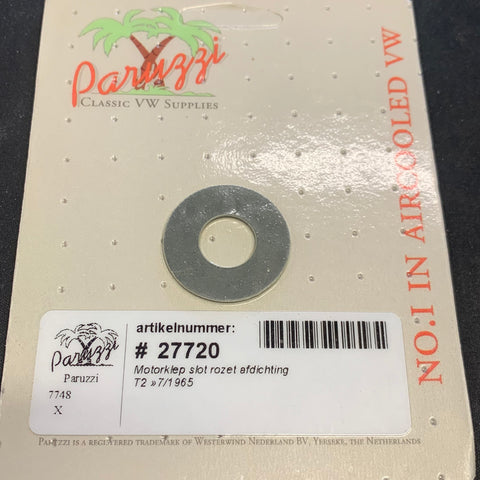 Paruzzi
CLASSIC VW SUPPLIES
NO.1 IN AIRCOOLED VW
artikelnummer:
# 27720
Motorklep slot rozet afdichting
T2 »7/1965
Paruzzi
Paruzzi
7748
X
PARUZZI IS A REGISTERED TRADEMARK OF WESTERWIND NEDERLAND BV, YERSEKE, THE NETHERLANDS